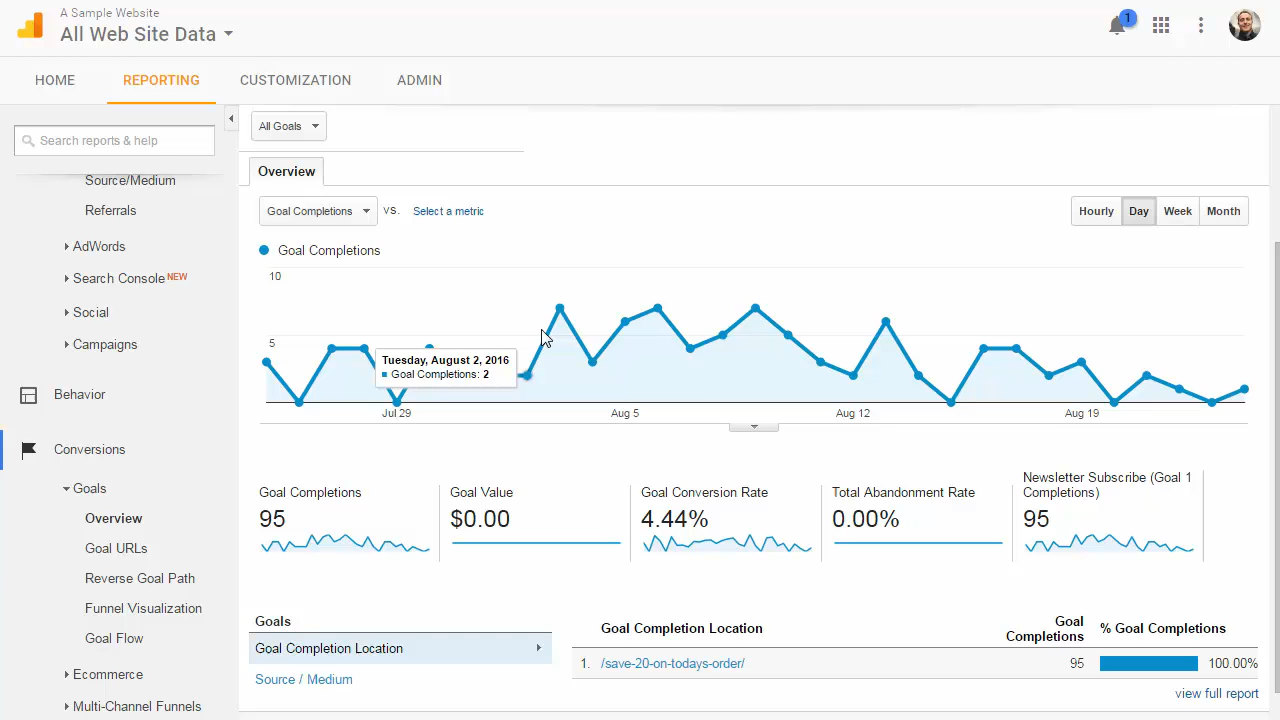 A Sample Website
All Web Site Data
1
HOME
REPORTING
CUSTOMIZATION
ADMIN
Search reports & help
Source/Medium
Referrals
AdWords
Search Console NEW
Social
Campaigns
Behavior
Conversions
Goals
Overview
Goal URLs
Reverse Goal Path
Funnel Visualization
Goal Flow
Ecommerce
Multi-Channel Funnels
All Goals
Overview
Goal Completions
VS.
Select a metric
Hourly
Day
Week
Month
Goal Completions
10
5
Tuesday, August 2, 2016
Goal Completions: 2
Jul 29
Aug 5
Aug 12
Aug 19
Goal Completions
95
Goal Value
$0.00
Goal Conversion Rate
4.44%
Total Abandonment Rate
0.00%
Newsletter Subscribe (Goal 1
Completions)
95
Goals
Goal Completion Location
Source / Medium
Goal Completion Location
Goal
Completions
% Goal Completions
1. /save-20-on-todays-order/
95
100.00%
view full report